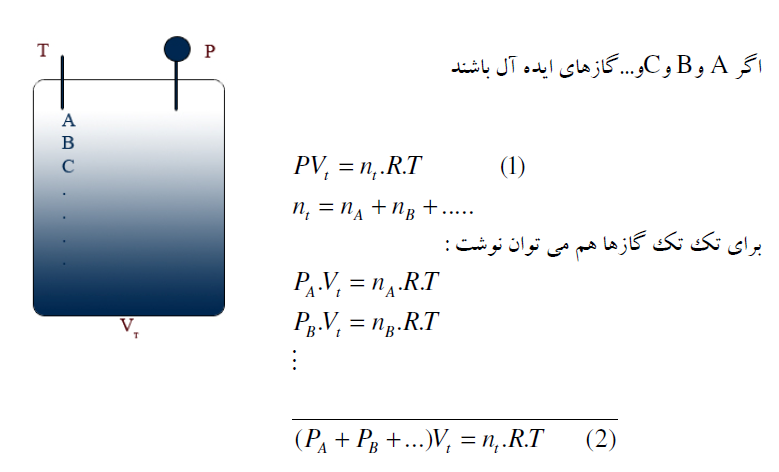 T
P
A
B
C
.
.
.
.
V_T
اگر A و B و C و... گازهای ایده آل باشند
PV_t = n_t.R.T (1)
n_t = n_A + n_B + .....
برای تک تک گازها هم می توان نوشت :
P_A.V_t = n_A.R.T
P_B.V_t = n_B.R.T
⋮
(P_A + P_B + ...)V_t = n_t.R.T (2)